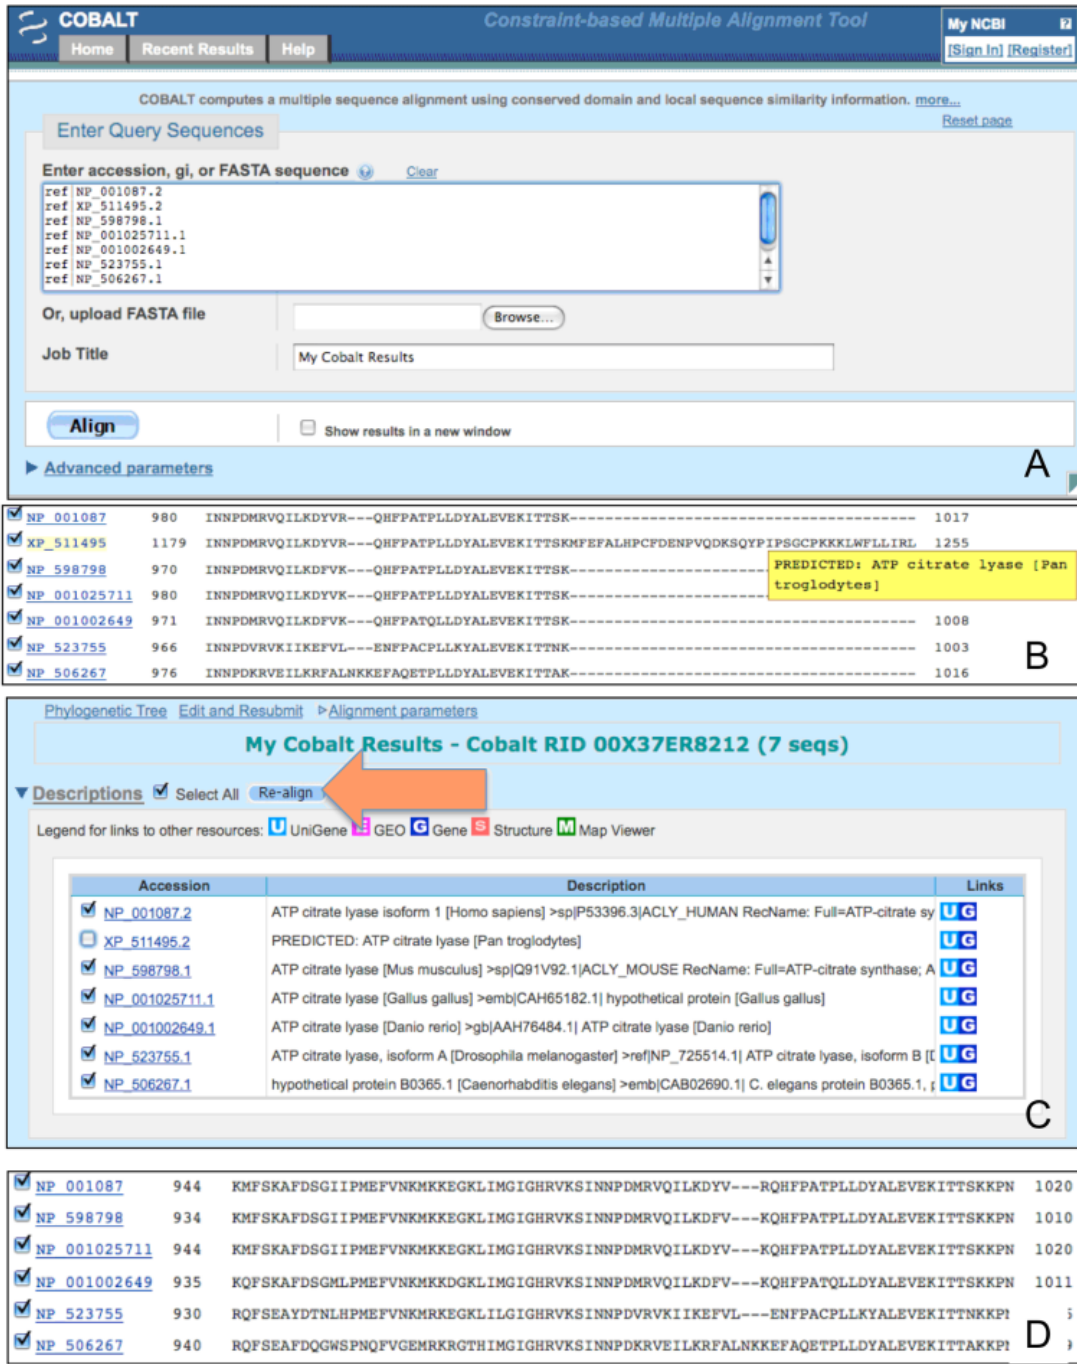 COBALT
Constraint-based Multiple Alignment Tool
My NCBI ?
Home Recent Results Help
[Sign In] [Register]
COBALT computes a multiple sequence alignment using conserved domain and local sequence similarity information. more...
Reset page
Enter Query Sequences
Enter accession, gi, or FASTA sequence ? Clear
ref|NP_001087.2
ref|XP_511495.2
ref|NP_598798.1
ref|NP_001025711.1
ref|NP_001002649.1
ref|NP_523755.1
ref|NP_506267.1
Or, upload FASTA file Browse...
Job Title My Cobalt Results
Align Show results in a new window
Advanced parameters
A
NP_001087 980 INNPDMRVQILKDYVR---QHFPATPLLDYALEVEKITTSK--------------------------------------- 1017
XP_511495 1179 INNPDMRVQILKDYVR---QHFPATPLLDYALEVEKITTSKMFEFALHPCFDENPVQDKSQYPIPSGCPKKKLWFLLIRL 1255
NP_598798 970 INNPDMRVQILKDFVK---QHFPATPLLDYALEVEKITTSK-----------------------
PREDICTED: ATP citrate lyase [Pan
troglodytes]
NP_001025711 980 INNPDMRVQILKDYVK---QHFPATPLLDYALEVEKITTSK-----------------------
NP_001002649 971 INNPDMRVQILKDFVK---QHFPATQLLDYALEVEKITTSK--------------------------------------- 1008
NP_523755 966 INNPDVRVKIIKEFVL---ENFPACPLLKYALEVEKITTNK--------------------------------------- 1003
NP_506267 976 INNPDKRVEILKRFALNKKEFAQETPLLDYALEVEKITTAK--------------------------------------- 1016
B
Phylogenetic Tree Edit and Resubmit Alignment parameters
My Cobalt Results - Cobalt RID 00X37ER8212 (7 seqs)
Descriptions Select All Re-align
Legend for links to other resources: U UniGene E GEO G Gene S Structure M Map Viewer
Accession Description Links
NP_001087.2 ATP citrate lyase isoform 1 [Homo sapiens] >sp|P53396.3|ACLY_HUMAN RecName: Full=ATP-citrate sy U G
XP_511495.2 PREDICTED: ATP citrate lyase [Pan troglodytes] U G
NP_598798.1 ATP citrate lyase [Mus musculus] >sp|Q91V92.1|ACLY_MOUSE RecName: Full=ATP-citrate synthase; A U G
NP_001025711.1 ATP citrate lyase [Gallus gallus] >emb|CAH65182.1| hypothetical protein [Gallus gallus] U G
NP_001002649.1 ATP citrate lyase [Danio rerio] >gb|AAH76484.1| ATP citrate lyase [Danio rerio] U G
NP_523755.1 ATP citrate lyase, isoform A [Drosophila melanogaster] >ref|NP_725514.1| ATP citrate lyase, isoform B [D U G
NP_506267.1 hypothetical protein B0365.1 [Caenorhabditis elegans] >emb|CAB02690.1| C. elegans protein B0365.1, p U G
C
NP_001087 944 KMFSKAFDSGIIPMEFVNKMKKEGKLIMGIGHRVKSINNPDMRVQILKDYV---RQHFPATPLLDYALEVEKITTSKKPN 1020
NP_598798 934 KMFSKAFDSGIIPMEFVNKMKKEGKLIMGIGHRVKSINNPDMRVQILKDFV---KQHFPATPLLDYALEVEKITTSKKPN 1010
NP_001025711 944 KMFSKAFDSGIIPMEFVNKMKKEGKLIMGIGHRVKSINNPDMRVQILKDYV---KQHFPATPLLDYALEVEKITTSKKPN 1020
NP_001002649 935 KQFSKAFDSGMLPMEFVNKMKKDGKLIMGIGHRVKSINNPDMRVQILKDFV---KQHFPATQLLDYALEVEKITTSKKPN 1011
NP_523755 930 RQFSEAYDTNLHPMEFVNKMRKEGKLILGIGHRVKSINNPDVRVKIIKEFVL---ENFPACPLLKYALEVEKITTNKKP
NP_506267 940 RQFSEAFDQGWSPNQFVGEMRKRGTHIMGIGHRVKSINNPDKRVEILKRFALNKKEFAQETPLLDYALEVEKITTAKKP
D